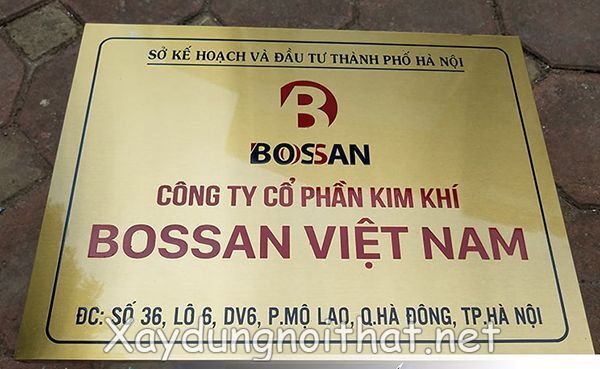 SỞ KẾ HOẠCH VÀ ĐẦU TƯ THÀNH PHỐ HÀ NỘI
B
BOSSAN
CÔNG TY CỔ PHẦN KIM KHÍ
BOSSAN VIỆT NAM
ĐC: SỐ 36, LÔ 6, DV6, P.MỘ LAO, Q.HÀ ĐÔNG, TP.HÀ NỘI
Xaydungnoithat.net